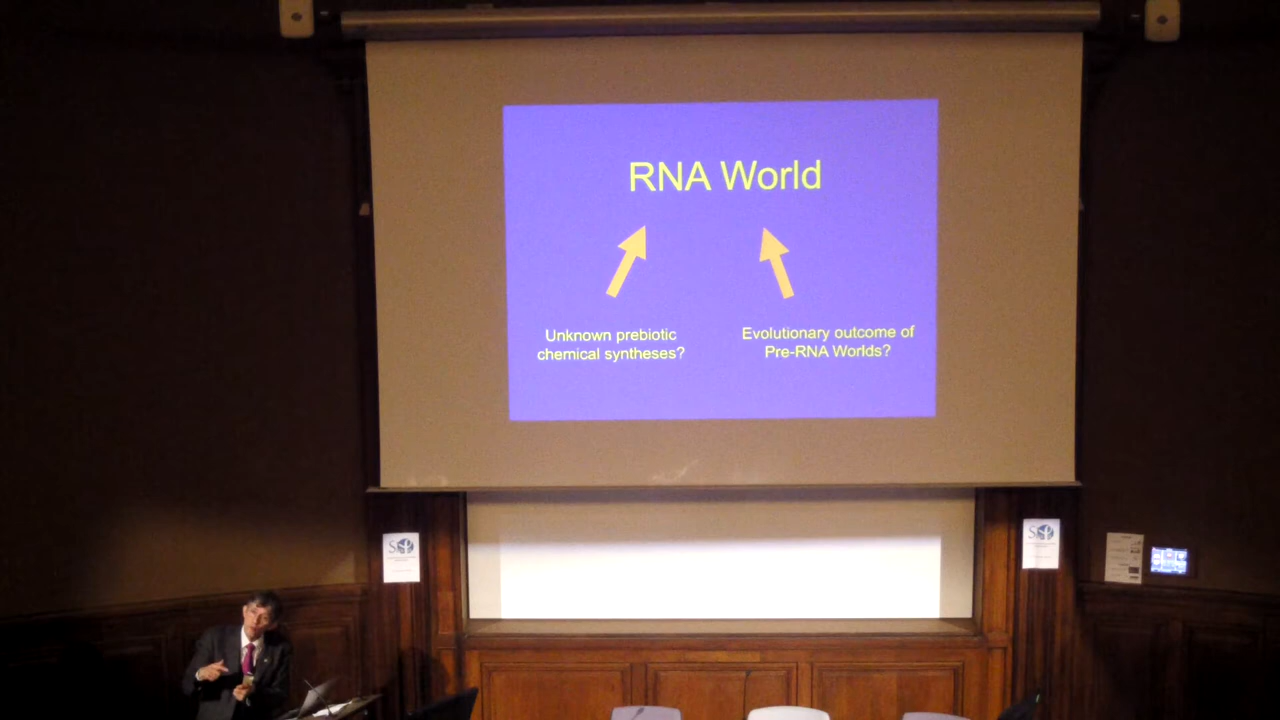 RNA World
Unknown prebiotic
chemical syntheses?
Evolutionary outcome of
Pre-RNA Worlds?